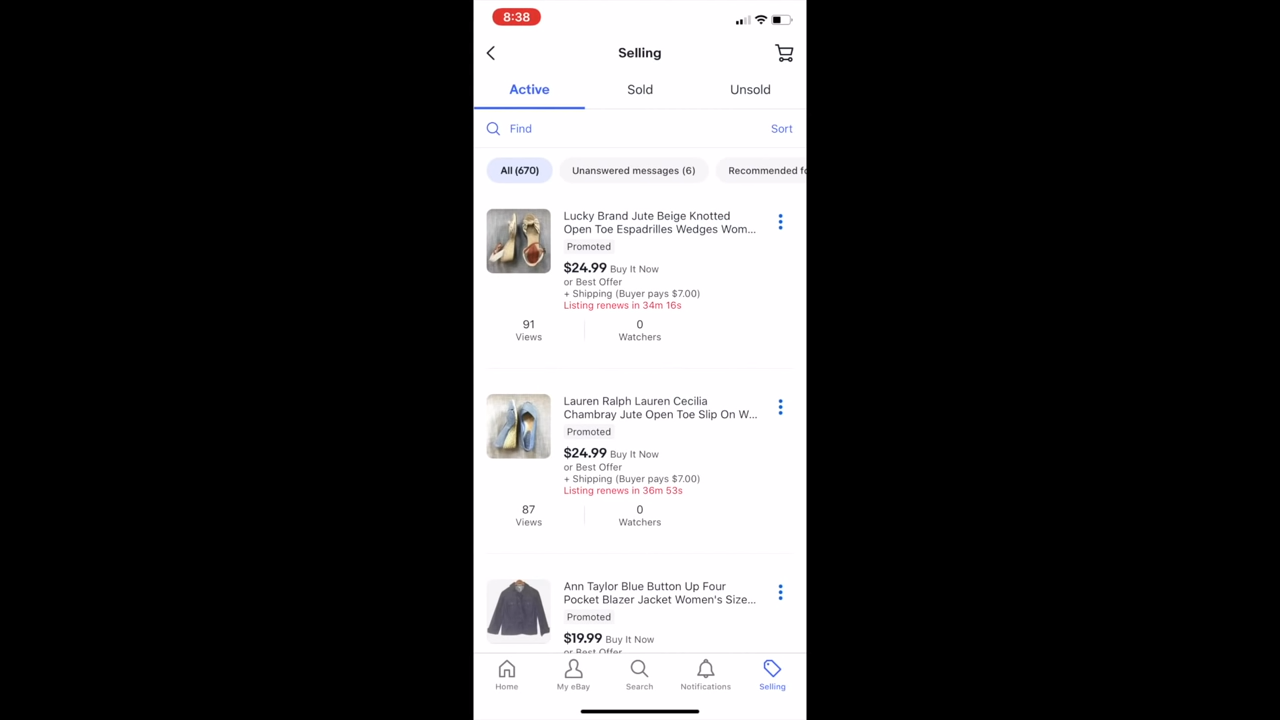 8:38
Selling
Active Sold Unsold
Find Sort
All (670) Unanswered messages (6) Recommended fo
Lucky Brand Jute Beige Knotted
Open Toe Espadrilles Wedges Wom...
Promoted
$24.99 Buy It Now
or Best Offer
+ Shipping (Buyer pays $7.00)
Listing renews in 34m 16s
91 0
Views Watchers
Lauren Ralph Lauren Cecilia
Chambray Jute Open Toe Slip On W...
Promoted
$24.99 Buy It Now
or Best Offer
+ Shipping (Buyer pays $7.00)
Listing renews in 36m 53s
87 0
Views Watchers
Ann Taylor Blue Button Up Four
Pocket Blazer Jacket Women's Size...
Promoted
$19.99 Buy It Now
or Best Offer
Home My eBay Search Notifications Selling